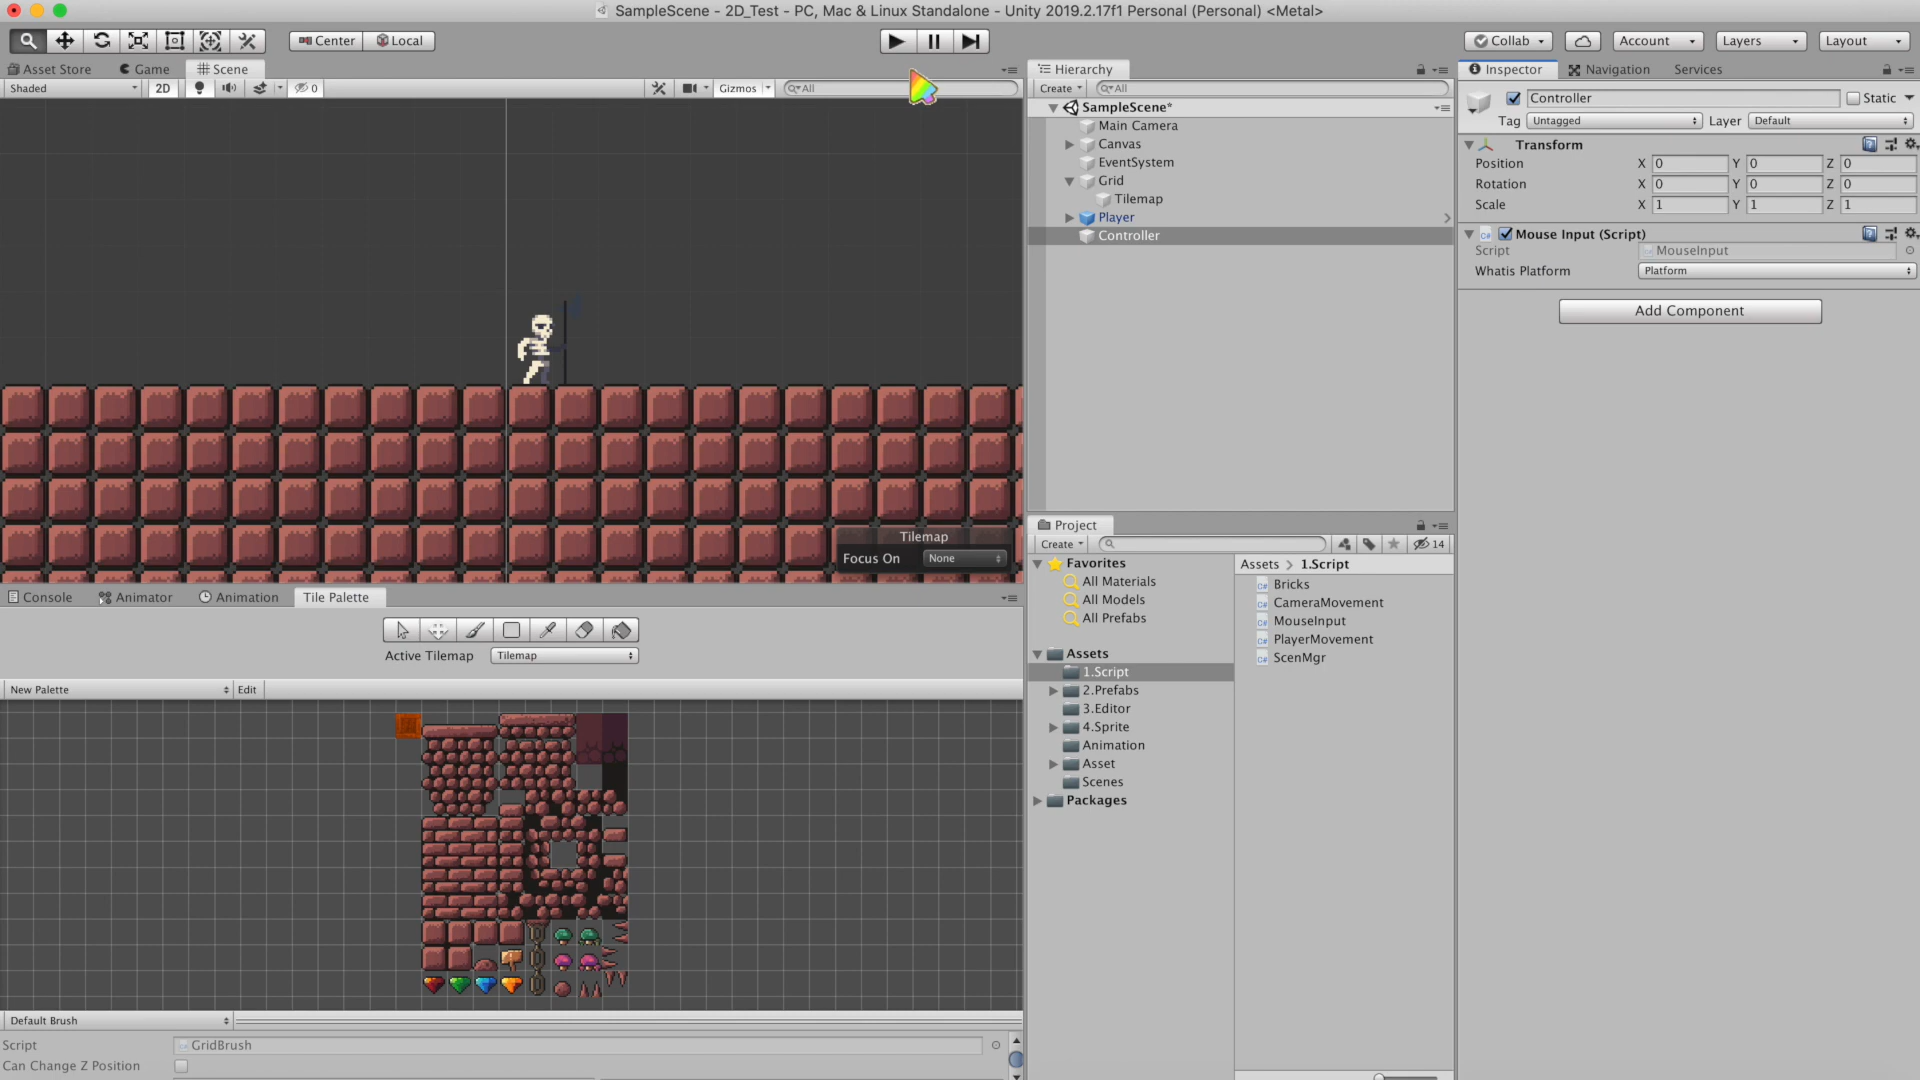 SampleScene - 2D_Test - PC, Mac & Linux Standalone - Unity 2019.2.17f1 Personal (Personal) <Metal>
Center
Local
Collab
Account
Layers
Layout
Asset Store
Game
Scene
Shaded
2D
0
Gizmos
All
Hierarchy
Create
All
SampleScene*
Main Camera
Canvas
EventSystem
Grid
Tilemap
Player
Controller
Inspector
Navigation
Services
Controller
Static
Tag
Untagged
Layer
Default
Transform
Position
X 0
Y 0
Z 0
Rotation
X 0
Y 0
Z 0
Scale
X 1
Y 1
Z 1
Mouse Input (Script)
Script
MouseInput
Whatis Platform
Platform
Add Component
Tilemap
Focus On
None
Console
Animator
Animation
Tile Palette
Active Tilemap
Tilemap
New Palette
Edit
Default Brush
Script
GridBrush
Can Change Z Position
Project
Create
14
Favorites
All Materials
All Models
All Prefabs
Assets
1.Script
2.Prefabs
3.Editor
4.Sprite
Animation
Asset
Scenes
Packages
Assets > 1.Script
Bricks
CameraMovement
MouseInput
PlayerMovement
ScenMgr